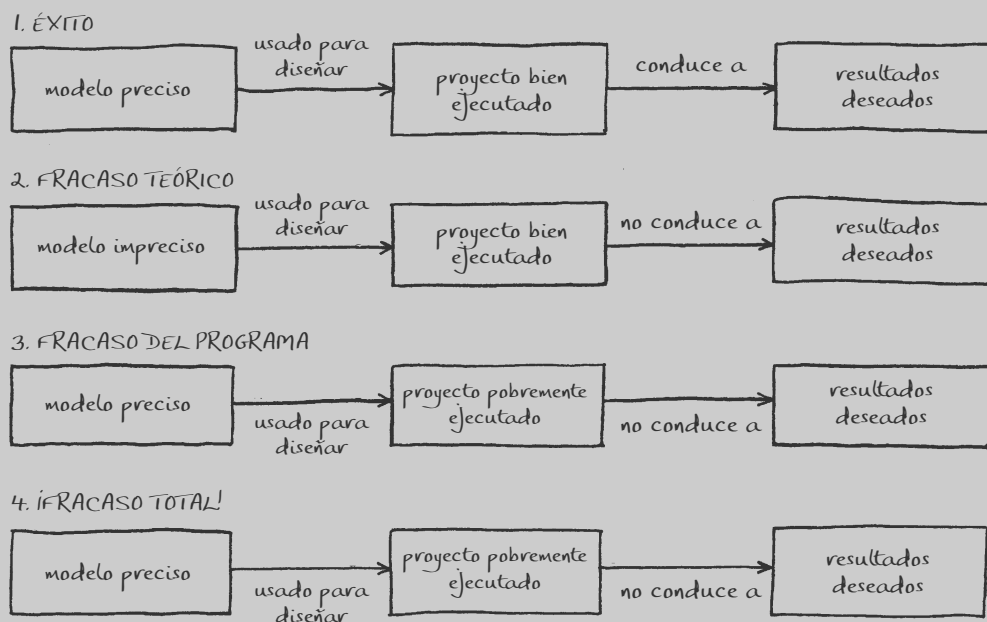 1. ÉXITO
modelo preciso
usado para
diseñar
proyecto bien
ejecutado
conduce a
resultados
deseados
2. FRACASO TEÓRICO
modelo impreciso
usado para
diseñar
proyecto bien
ejecutado
no conduce a
resultados
deseados
3. FRACASO DEL PROGRAMA
modelo preciso
usado para
diseñar
proyecto pobremente
ejecutado
no conduce a
resultados
deseados
4. ¡FRACASO TOTAL!
modelo preciso
usado para
diseñar
proyecto pobremente
ejecutado
no conduce a
resultados
deseados